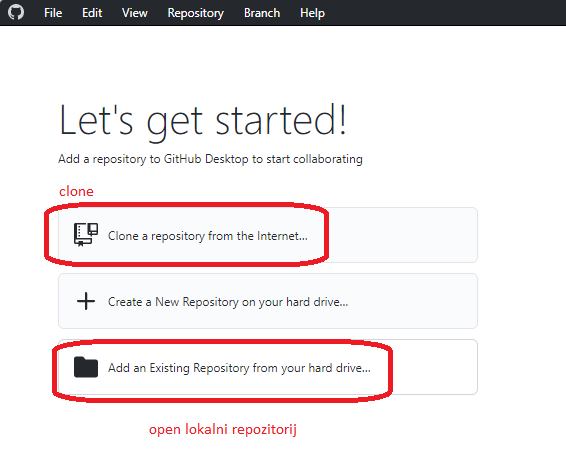 File Edit View Repository Branch Help
Let's get started!
Add a repository to GitHub Desktop to start collaborating
clone
Clone a repository from the Internet...
Create a New Repository on your hard drive...
Add an Existing Repository from your hard drive...
open lokalni repozitorij